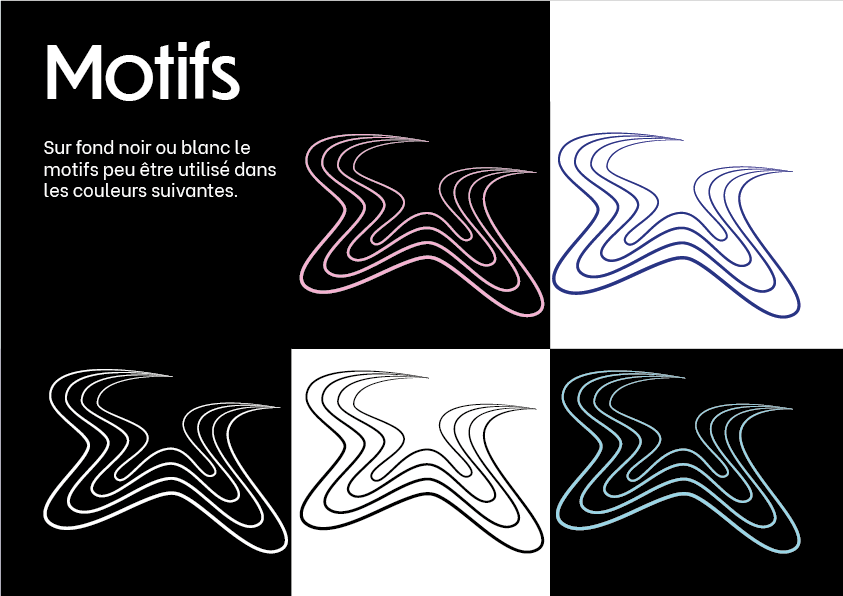 Motifs
Sur fond noir ou blanc le
motifs peu être utilisé dans
les couleurs suivantes.